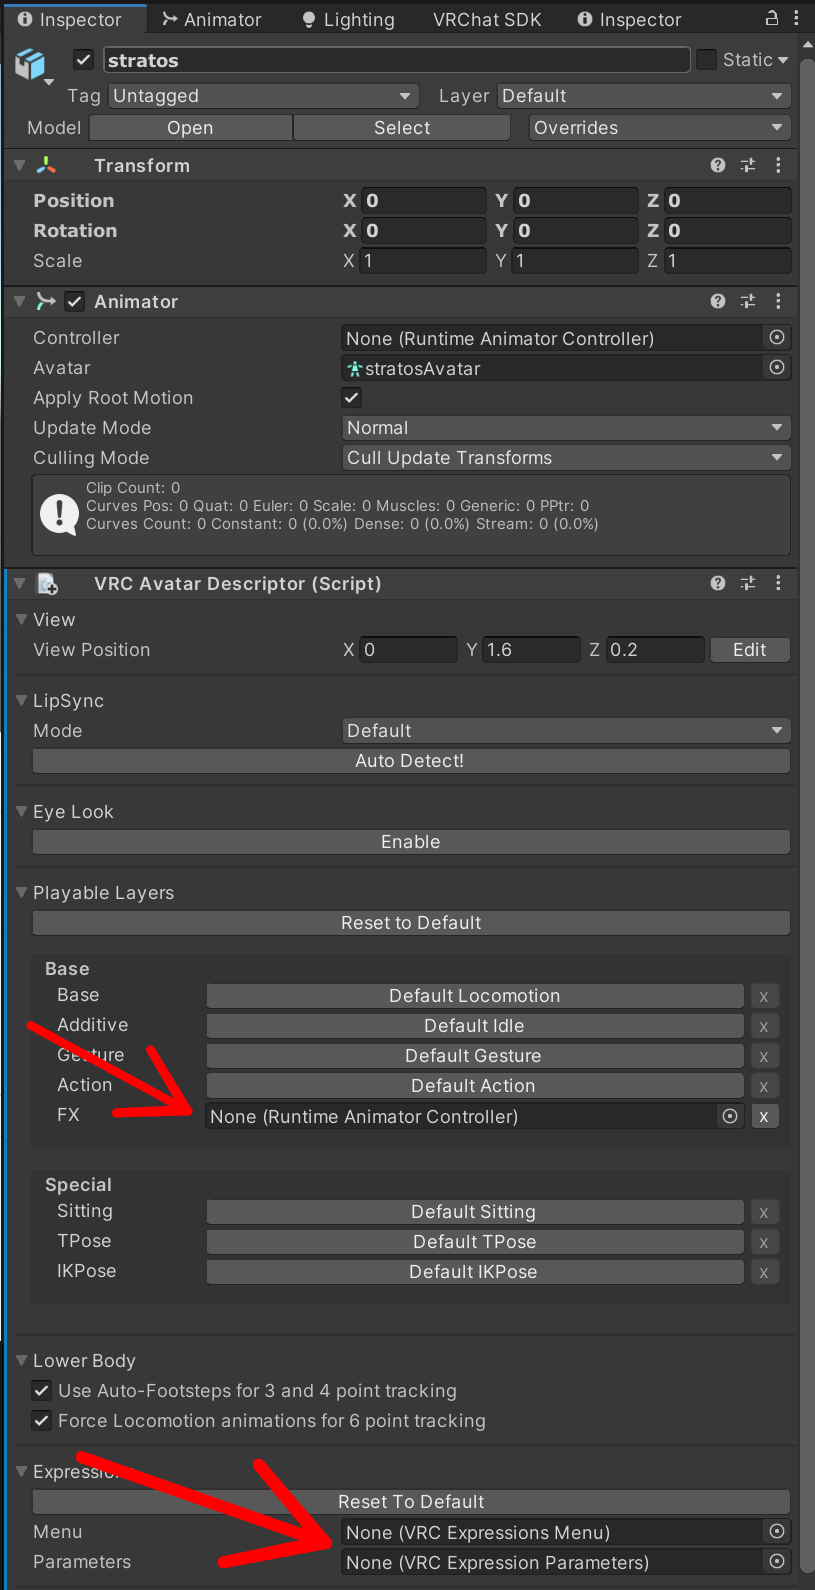 Inspector Animator Lighting VRChat SDK Inspector
stratos Static
Tag Untagged Layer Default
Model Open Select Overrides
Transform
Position X 0 Y 0 Z 0
Rotation X 0 Y 0 Z 0
Scale X 1 Y 1 Z 1
Animator
Controller None (Runtime Animator Controller)
Avatar stratosAvatar
Apply Root Motion
Update Mode Normal
Culling Mode Cull Update Transforms
Clip Count: 0
Curves Pos: 0 Quat: 0 Euler: 0 Scale: 0 Muscles: 0 Generic: 0 PPtr: 0
Curves Count: 0 Constant: 0 (0.0%) Dense: 0 (0.0%) Stream: 0 (0.0%)
VRC Avatar Descriptor (Script)
View
View Position X 0 Y 1.6 Z 0.2 Edit
LipSync
Mode Default
Auto Detect!
Eye Look
Enable
Playable Layers
Reset to Default
Base
Base Default Locomotion x
Additive Default Idle x
Gesture Default Gesture x
Action Default Action x
FX None (Runtime Animator Controller) x
Special
Sitting Default Sitting x
TPose Default TPose x
IKPose Default IKPose x
Lower Body
Use Auto-Footsteps for 3 and 4 point tracking
Force Locomotion animations for 6 point tracking
Expressions
Reset To Default
Menu None (VRC Expressions Menu)
Parameters None (VRC Expression Parameters)